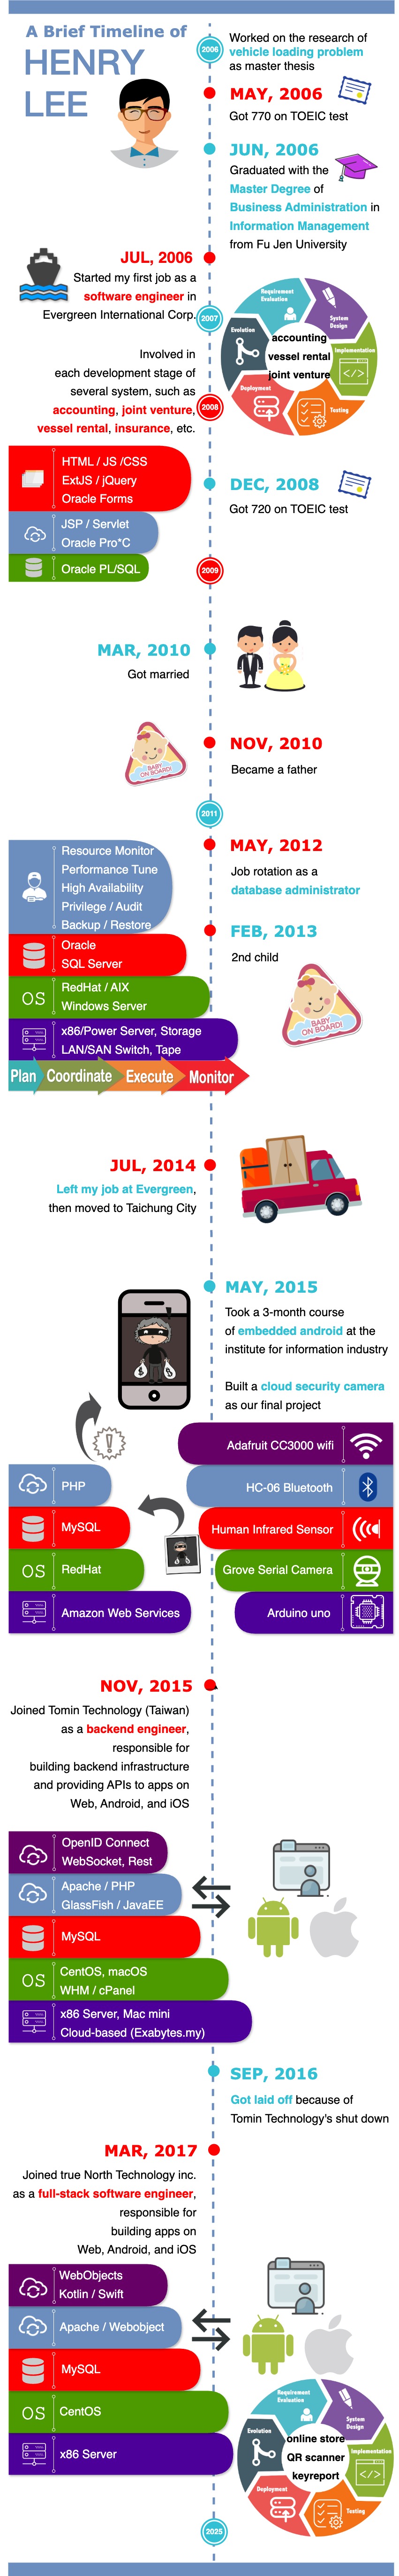 A Brief Timeline of
HENRY
LEE
2006
Worked on the research of
vehicle loading problem
as master thesis
MAY, 2006
Got 770 on TOEIC test
JUN, 2006
Graduated with the
Master Degree of
Business Administration in
Information Management
from Fu Jen University
JUL, 2006
Started my first job as a
software engineer in
Evergreen International Corp.
2007
Involved in
each development stage of
several system, such as
accounting, joint venture,
vessel rental, insurance, etc.
2008
Requirement
Evaluation
System
Design
Implementation
Testing
Deployment
Evolution
accounting
vessel rental
joint venture
HTML / JS /CSS
ExtJS / jQuery
Oracle Forms
JSP / Servlet
Oracle Pro*C
Oracle PL/SQL
DEC, 2008
Got 720 on TOEIC test
2009
MAR, 2010
Got married
NOV, 2010
Became a father
BABY
ON BOARD!
2011
MAY, 2012
Job rotation as a
database administrator
Resource Monitor
Performance Tune
High Availability
Privilege / Audit
Backup / Restore
Oracle
SQL Server
OS
RedHat / AIX
Windows Server
x86/Power Server, Storage
LAN/SAN Switch, Tape
Plan
Coordinate
Execute
Monitor
FEB, 2013
2nd child
BABY
ON BOARD!
JUL, 2014
Left my job at Evergreen,
then moved to Taichung City
MAY, 2015
Took a 3-month course
of embedded android at the
institute for information industry
Built a cloud security camera
as our final project
PHP
MySQL
OS
RedHat
Amazon Web Services
Adafruit CC3000 wifi
HC-06 Bluetooth
Human Infrared Sensor
Grove Serial Camera
Arduino uno
NOV, 2015
Joined Tomin Technology (Taiwan)
as a backend engineer,
responsible for
building backend infrastructure
and providing APIs to apps on
Web, Android, and iOS
OpenID Connect
WebSocket, Rest
Apache / PHP
GlassFish / JavaEE
MySQL
OS
CentOS, macOS
WHM / cPanel
x86 Server, Mac mini
Cloud-based (Exabytes.my)
SEP, 2016
Got laid off because of
Tomin Technology's shut down
MAR, 2017
Joined true North Technology inc.
as a full-stack software engineer,
responsible for
building apps on
Web, Android, and iOS
WebObjects
Kotlin / Swift
Apache / Webobject
MySQL
OS
CentOS
x86 Server
Requirement
Evaluation
System
Design
Implementation
Testing
Deployment
Evolution
online store
QR scanner
keyreport
2025